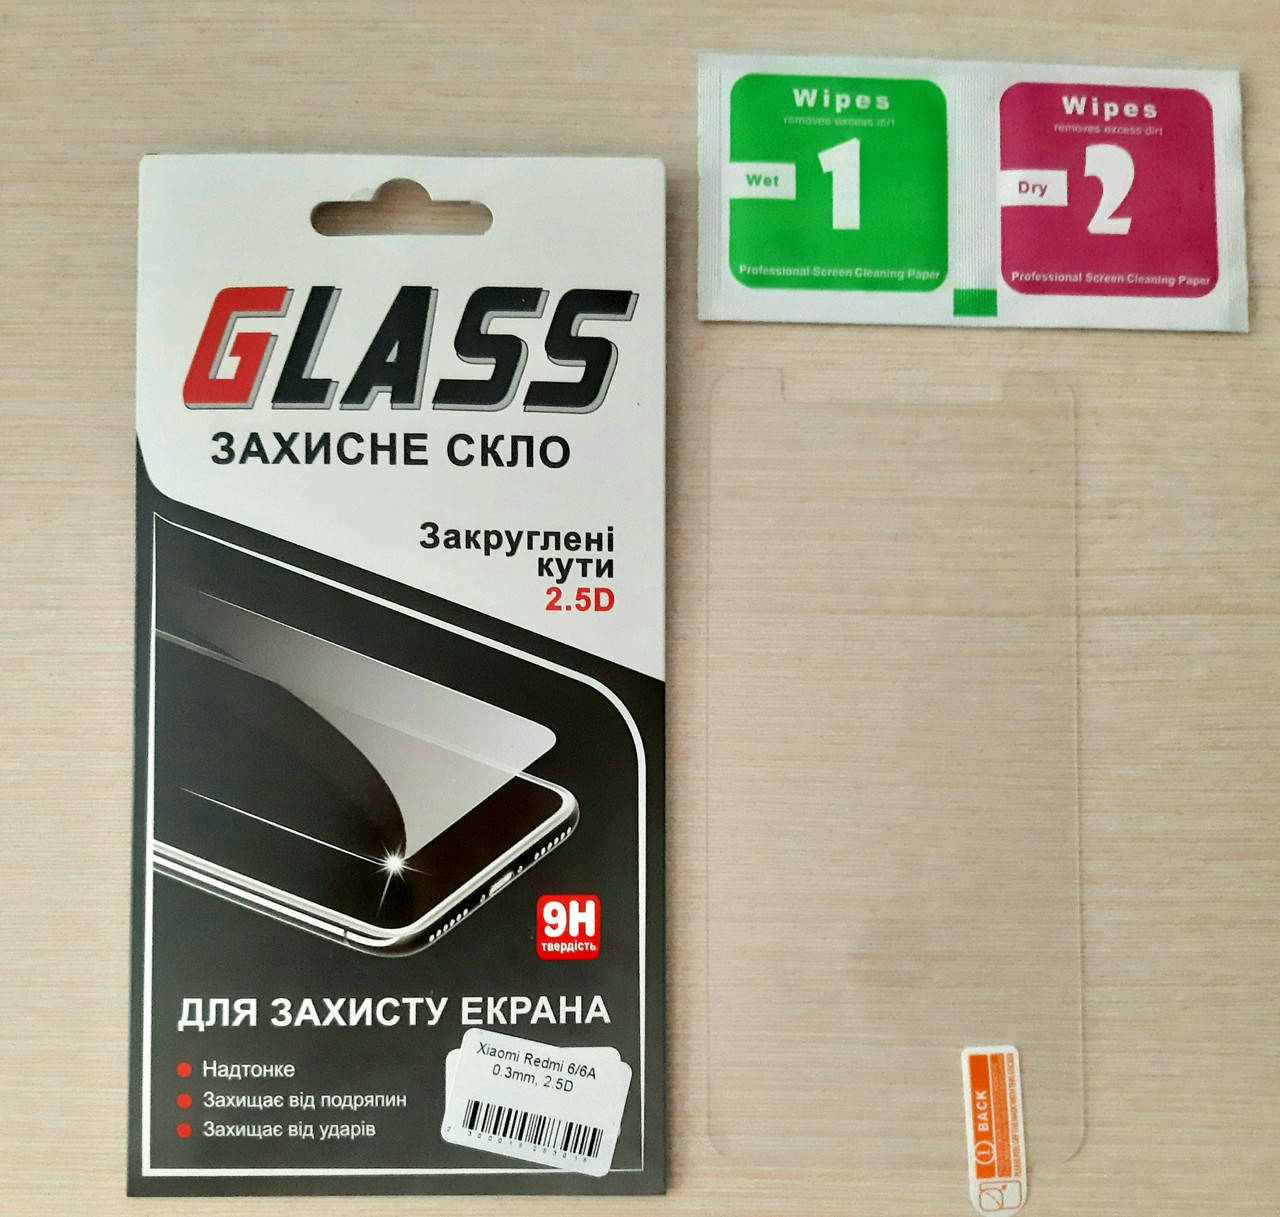 GLASS
ЗАХИСНЕ СКЛО
Закруглені
кути
2.5D
9H
твердість
ДЛЯ ЗАХИСТУ ЕКРАНА
Надтонке
Захищає від подряпин
Захищає від ударів
Xiaomi Redmi 6/6A
0.3mm, 2.5D
Wipes
removes excess dirt
Wet
1
Professional Screen Cleaning Paper
Wipes
removes excess dirt
Dry
2
Professional Screen Cleaning Paper
1 BACK